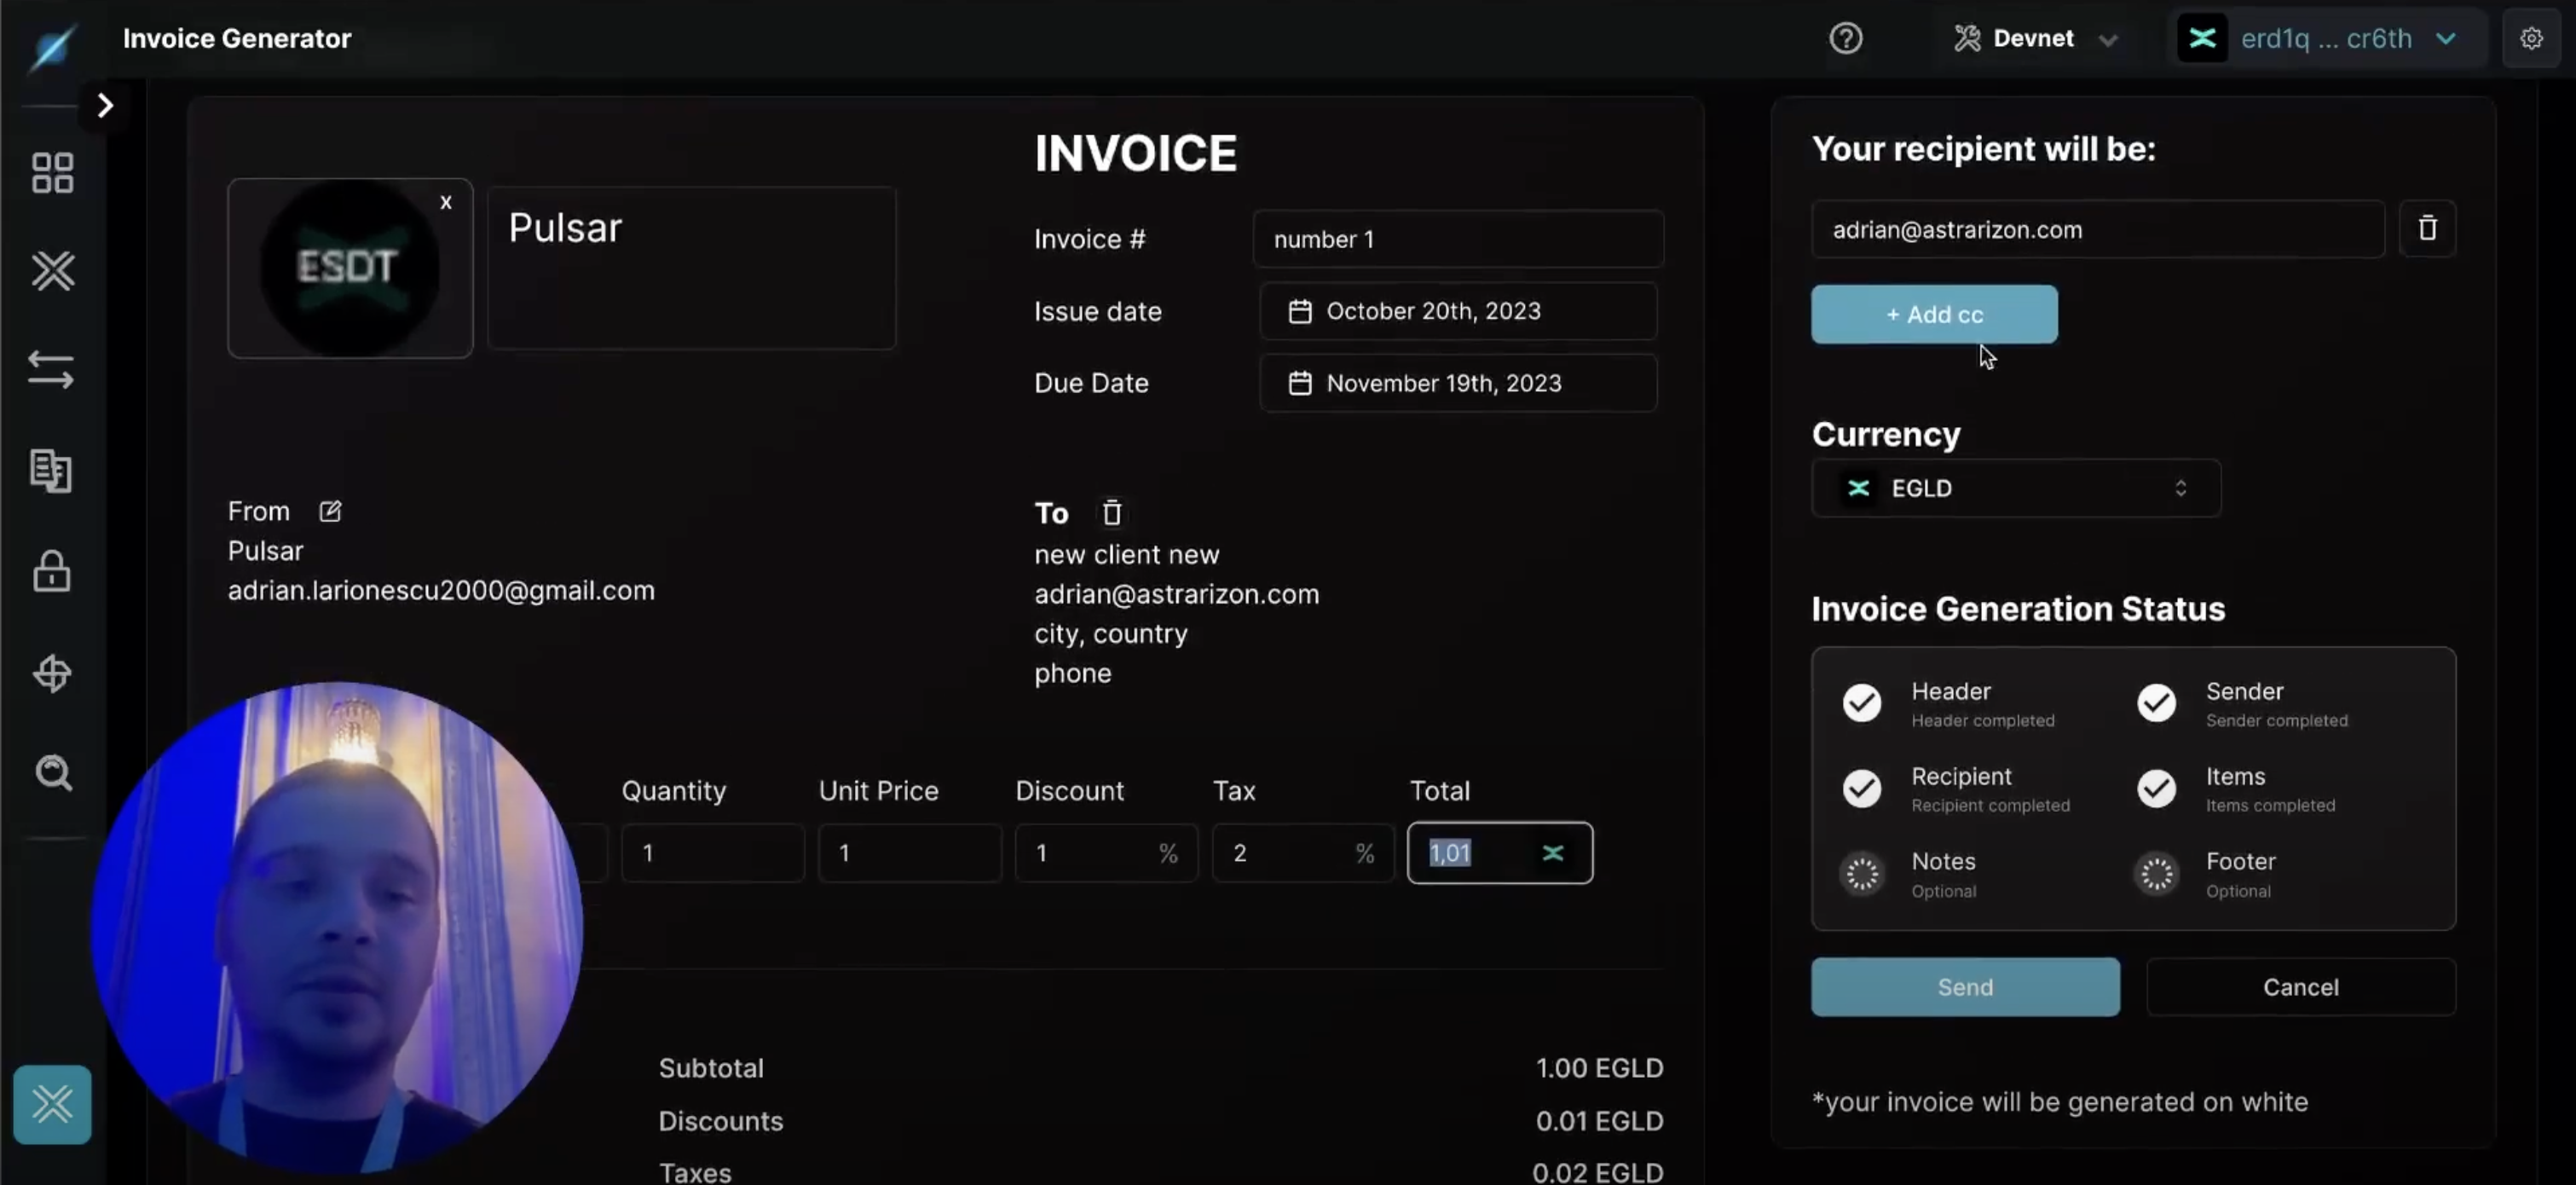 Invoice Generator
Devnet
erd1q ... cr6th
ESDT
x
Pulsar
INVOICE
Invoice #
number 1
Issue date
October 20th, 2023
Due Date
November 19th, 2023
From
Pulsar
adrian.larionescu2000@gmail.com
To
new client new
adrian@astrarizon.com
city, country
phone
Quantity
Unit Price
Discount
Tax
Total
1
1
1 %
2 %
1,01
Subtotal
1.00 EGLD
Discounts
0.01 EGLD
Taxes
0.02 EGLD
Your recipient will be:
adrian@astrarizon.com
+ Add cc
Currency
EGLD
Invoice Generation Status
Header
Header completed
Sender
Sender completed
Recipient
Recipient completed
Items
Items completed
Notes
Optional
Footer
Optional
Send
Cancel
*your invoice will be generated on white